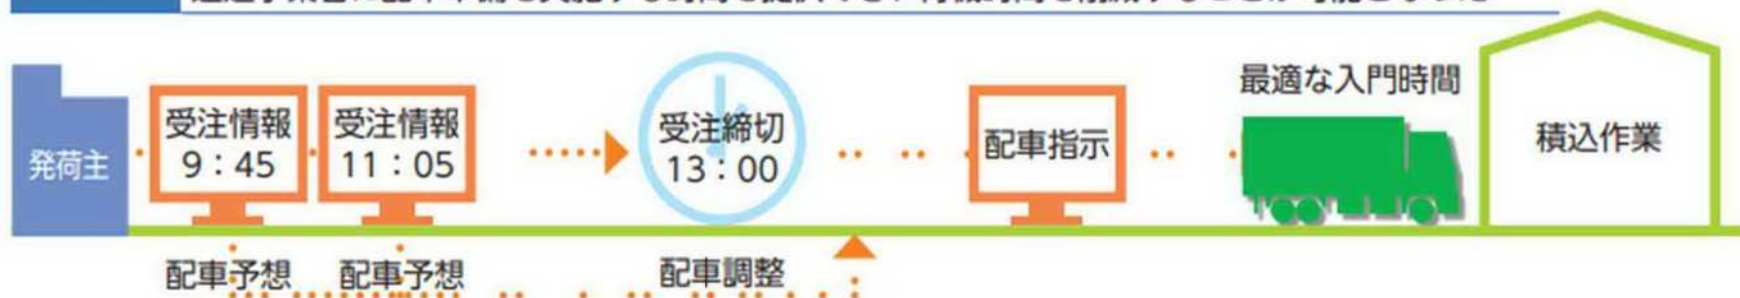 最適な入門時間
受注情報
9：45
受注情報
11：05
受注締切
13：00
配車指示
積込作業
発荷主
配車予想
配車予想
配車調整